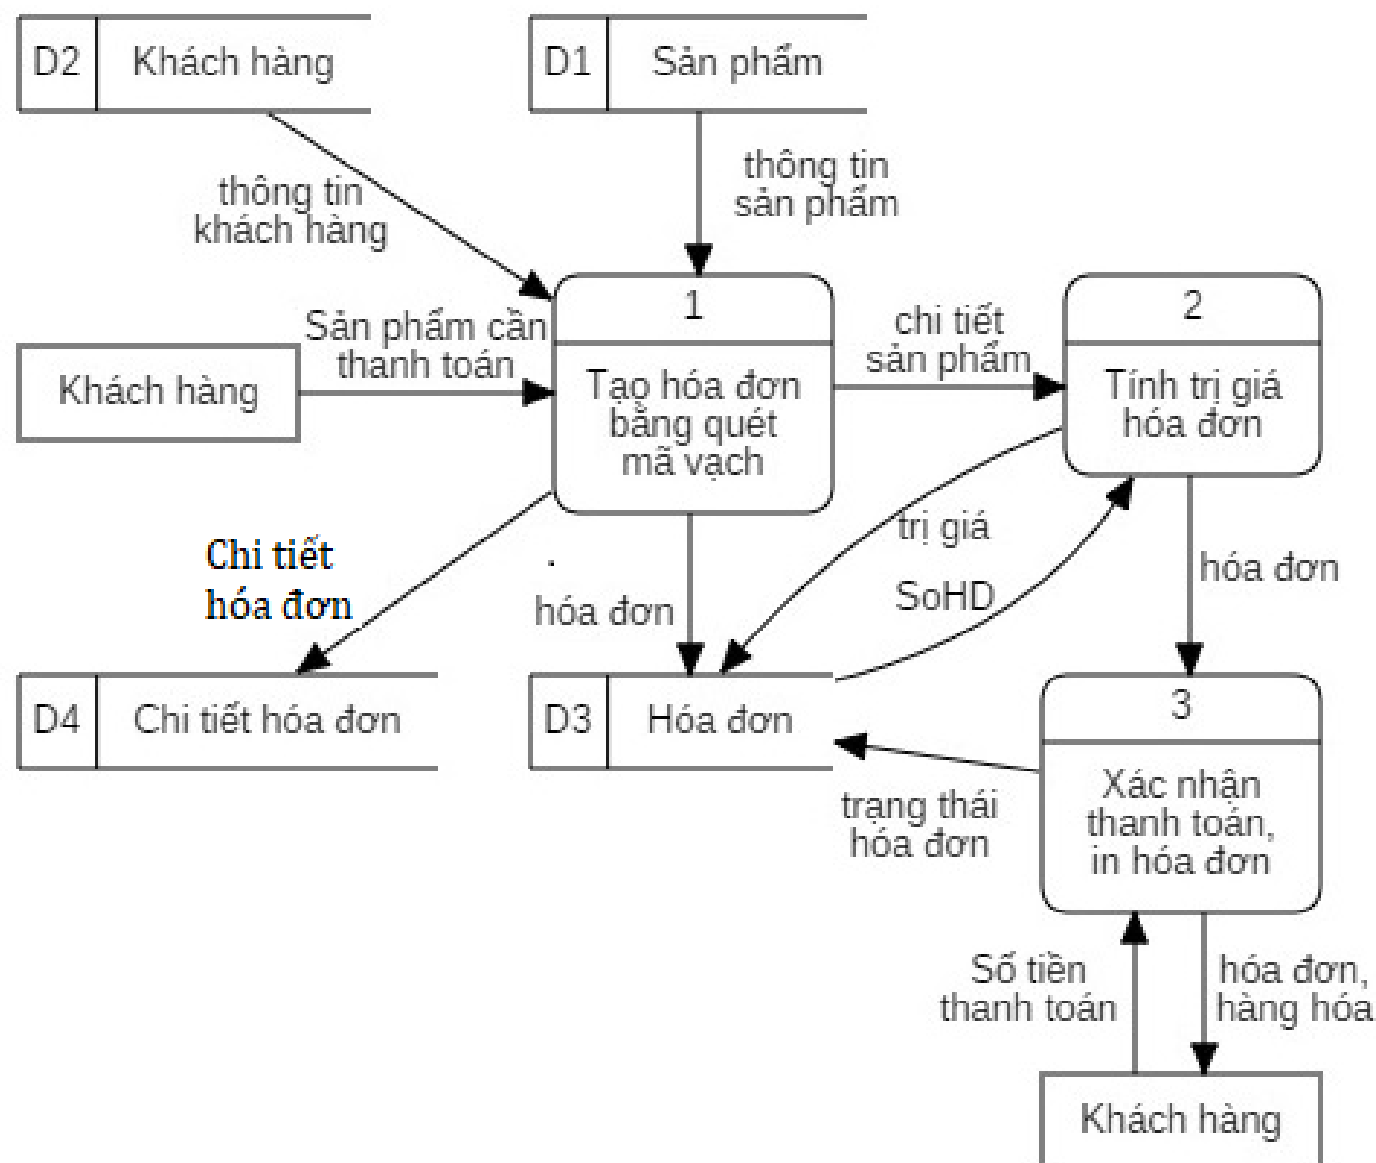 D2
Khách hàng
D1
Sản phẩm
thông tin
khách hàng
thông tin
sản phẩm
Khách hàng
Sản phẩm cần
thanh toán
1
Tạo hóa đơn
bằng quét
mã vạch
chi tiết
sản phẩm
2
Tính trị giá
hóa đơn
Chi tiết
hóa đơn
hóa đơn
trị giá
SoHD
hóa đơn
D4
Chi tiết hóa đơn
D3
Hóa đơn
3
Xác nhận
thanh toán,
in hóa đơn
trạng thái
hóa đơn
Số tiền
thanh toán
hóa đơn,
hàng hóa
Khách hàng